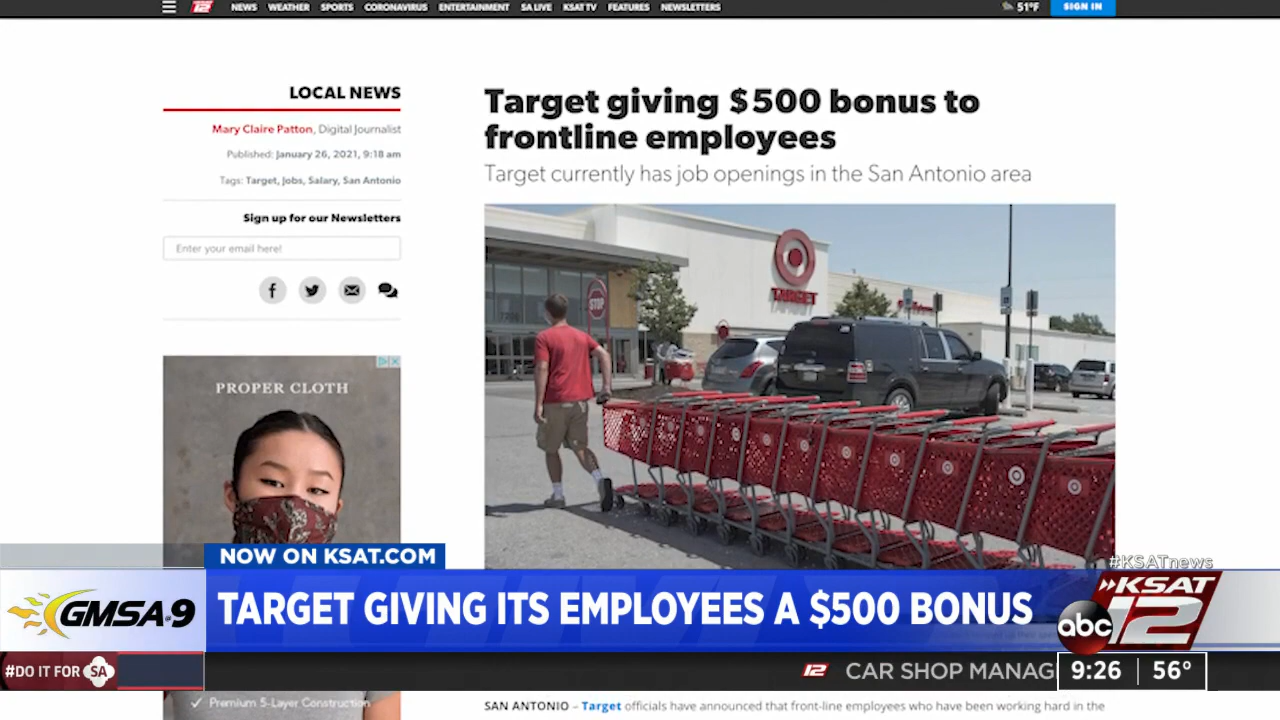 12
NEWS WEATHER SPORTS CORONAVIRUS ENTERTAINMENT SA LIVE KSAT TV FEATURES NEWSLETTERS
51°F
SIGN IN
LOCAL NEWS
Mary Claire Patton, Digital Journalist
Published: January 26, 2021, 9:18 am
Tags: Target, Jobs, Salary, San Antonio
Sign up for our Newsletters
Enter your email here!
Target giving $500 bonus to
frontline employees
Target currently has job openings in the San Antonio area
STOP
TARGET
PROPER CLOTH
NOW ON KSAT.COM
#KSATnews
GMSA@9
TARGET GIVING ITS EMPLOYEES A $500 BONUS
abc
KSAT
12
#DO IT FOR SA
12 CAR SHOP MANAG
9:26 56°
✓ Premium 5-Layer Construction
SAN ANTONIO – Target officials have announced that front-line employees who have been working hard in the